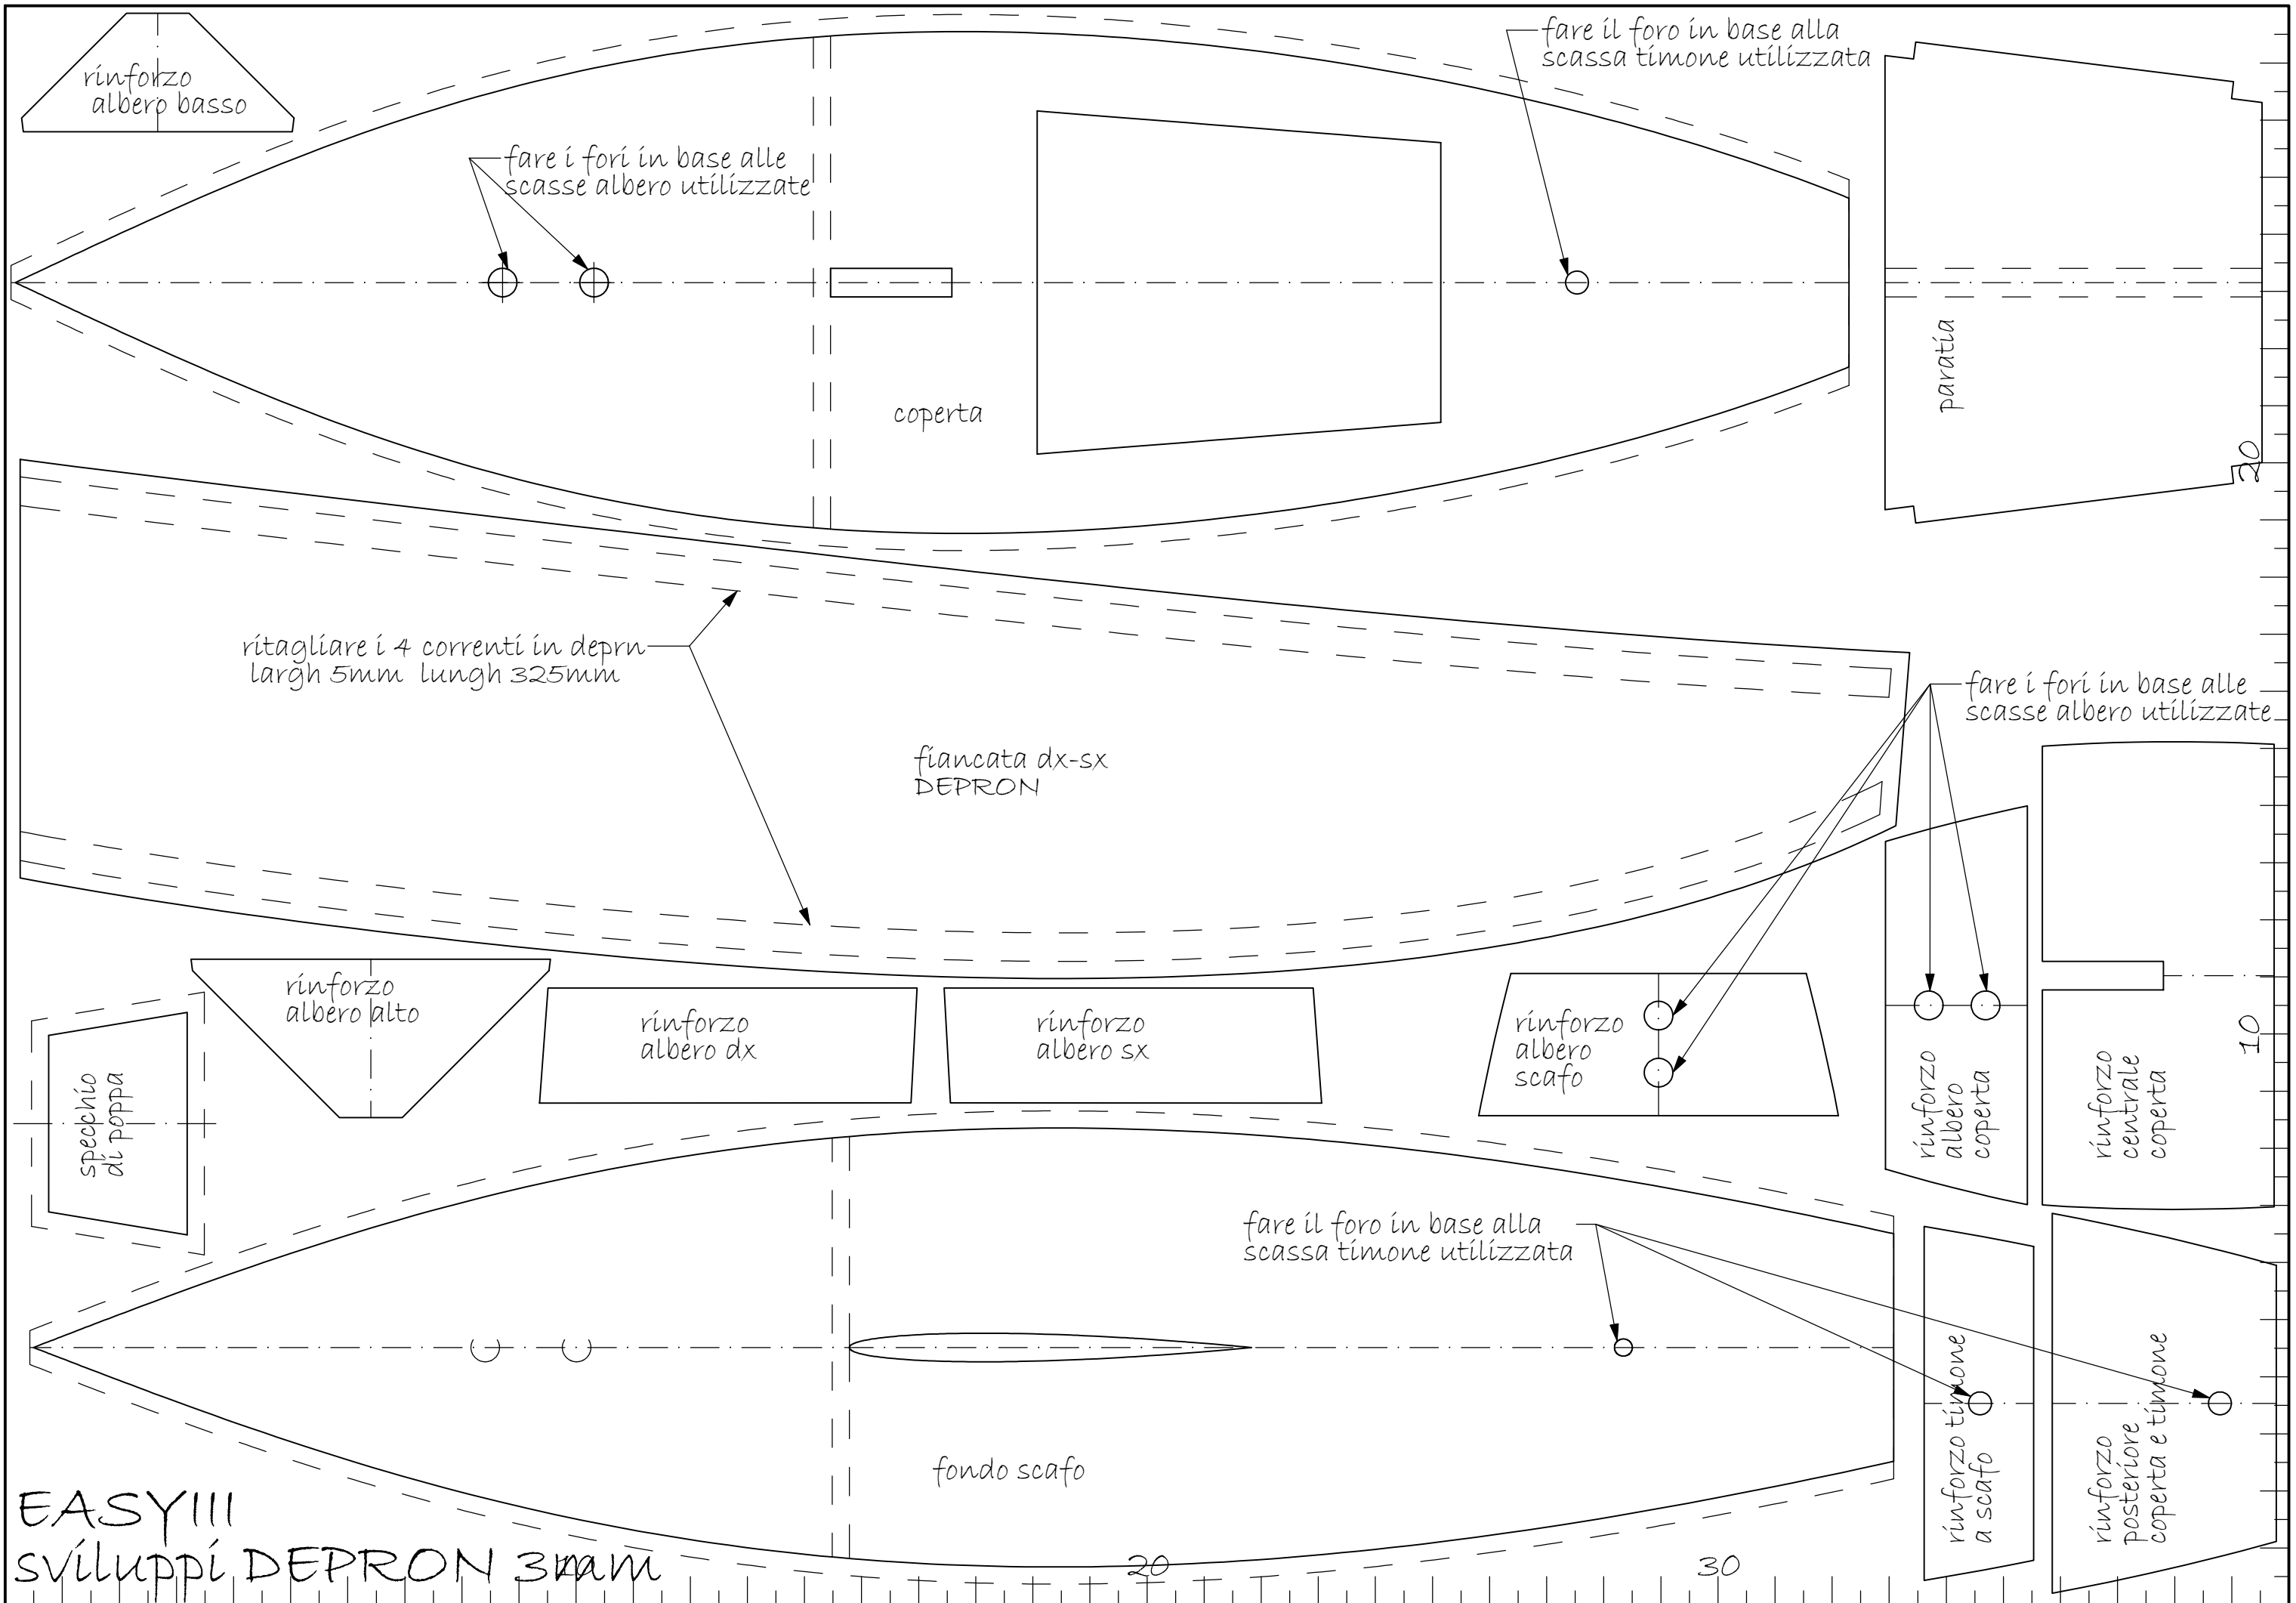 rinforzo
albero basso
fare il foro in base alla
scassa timone utilizzata
fare i fori in base alle
scasse albero utilizzate
coperta
paratia
20
ritagliare i 4 correnti in deprn
largh 5mm lungh 325mm
fare i fori in base alle
scasse albero utilizzate
fiancata dx-sx
DEPRON
rinforzo
albero alto
rinforzo
albero dx
rinforzo
albero sx
rinforzo
albero
scafo
rinforzo
albero
coperta
rinforzo
centrale
coperta
10
specchio
di poppa
fare il foro in base alla
scassa timone utilizzata
fondo scafo
rinforzo timone
a scafo
rinforzo
posteriore
coperta e timone
EASYIII
sviluppi DEPRON 3mm
20
30